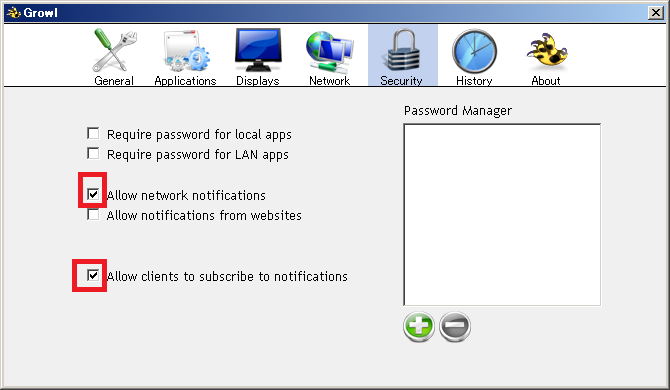 Growl
General Applications Displays Network Security History About
Password Manager
Require password for local apps
Require password for LAN apps
Allow network notifications
Allow notifications from websites
Allow clients to subscribe to notifications